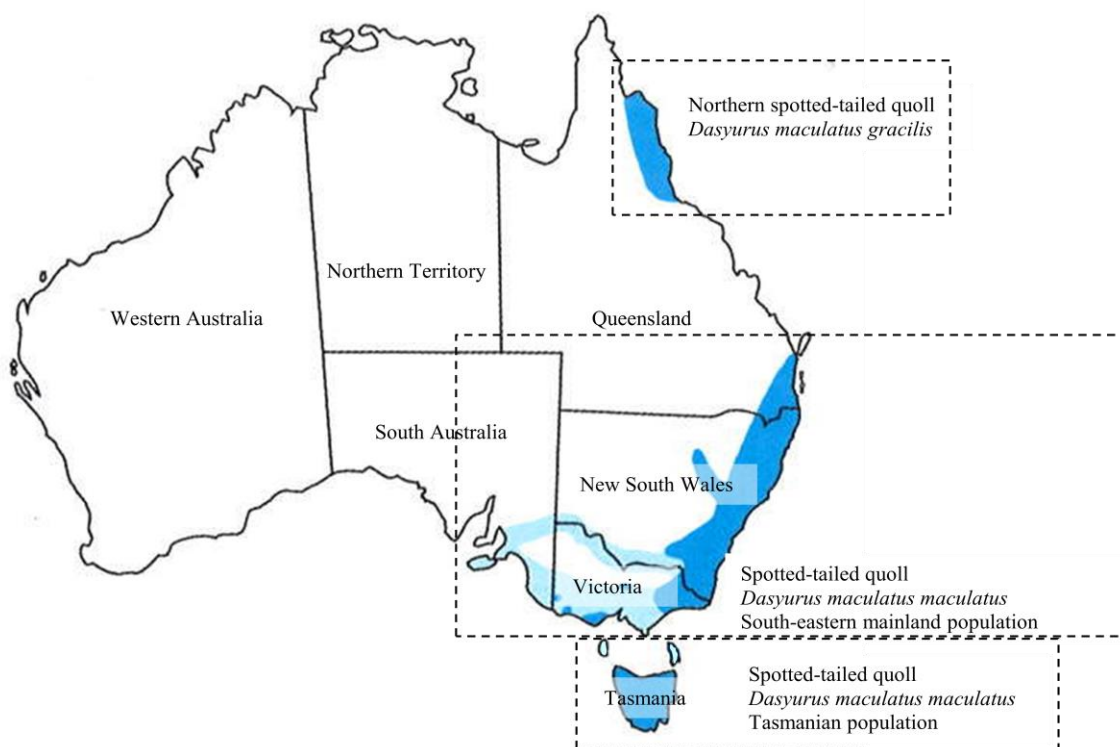 Northern spotted-tailed quoll
Dasyurus maculatus gracilis
Northern Territory
Western Australia
Queensland
South Australia
New South Wales
Victoria
Spotted-tailed quoll
Dasyurus maculatus maculatus
South-eastern mainland population
Tasmania
Spotted-tailed quoll
Dasyurus maculatus maculatus
Tasmanian population